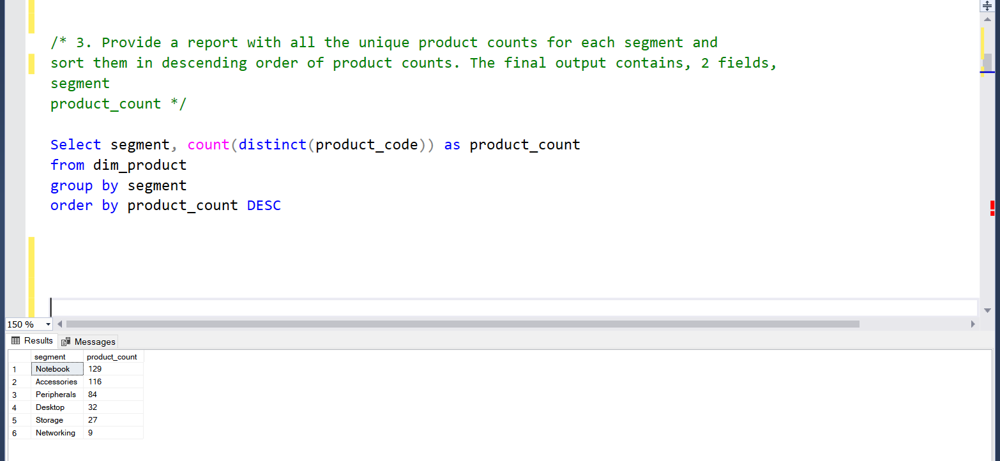 /* 3. Provide a report with all the unique product counts for each segment and
sort them in descending order of product counts. The final output contains, 2 fields,
segment
product_count */
Select segment, count(distinct(product_code)) as product_count
from dim_product
group by segment
order by product_count DESC
150 %
Results Messages
segment product_count
1 Notebook 129
2 Accessories 116
3 Peripherals 84
4 Desktop 32
5 Storage 27
6 Networking 9